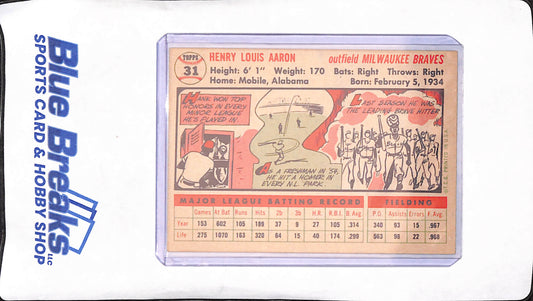 Blue Breaks LLC
SPORTS CARD & HOBBY SHOP
TOPPS
31
HENRY LOUIS AARON
outfield MILWAUKEE BRAVES
Height: 6' 1" Weight: 170 Bats: Right Throws: Right
Home: Mobile, Alabama Born: February 5, 1934
HANK WON TOP
HONORS IN EVERY
MINOR LEAGUE
HE'S PLAYED IN
AS A FRESHMAN IN '54,
HE HIT A HOMER IN
EVERY N.L. PARK.
LAST SEASON HE WAS
THE LEADING BRAVE HITTER
MAJOR LEAGUE BATTING RECORD FIELDING
Games At Bat Runs Hits 2b 3b H.R. R.B.I. B. Avg. P.O. Assists Errors F. Avg.
YEAR 153 602 105 189 37 9 27 106 .314 340 93 15 .967
LIFE 275 1070 163 320 64 15 40 .299 563 98 22 .968